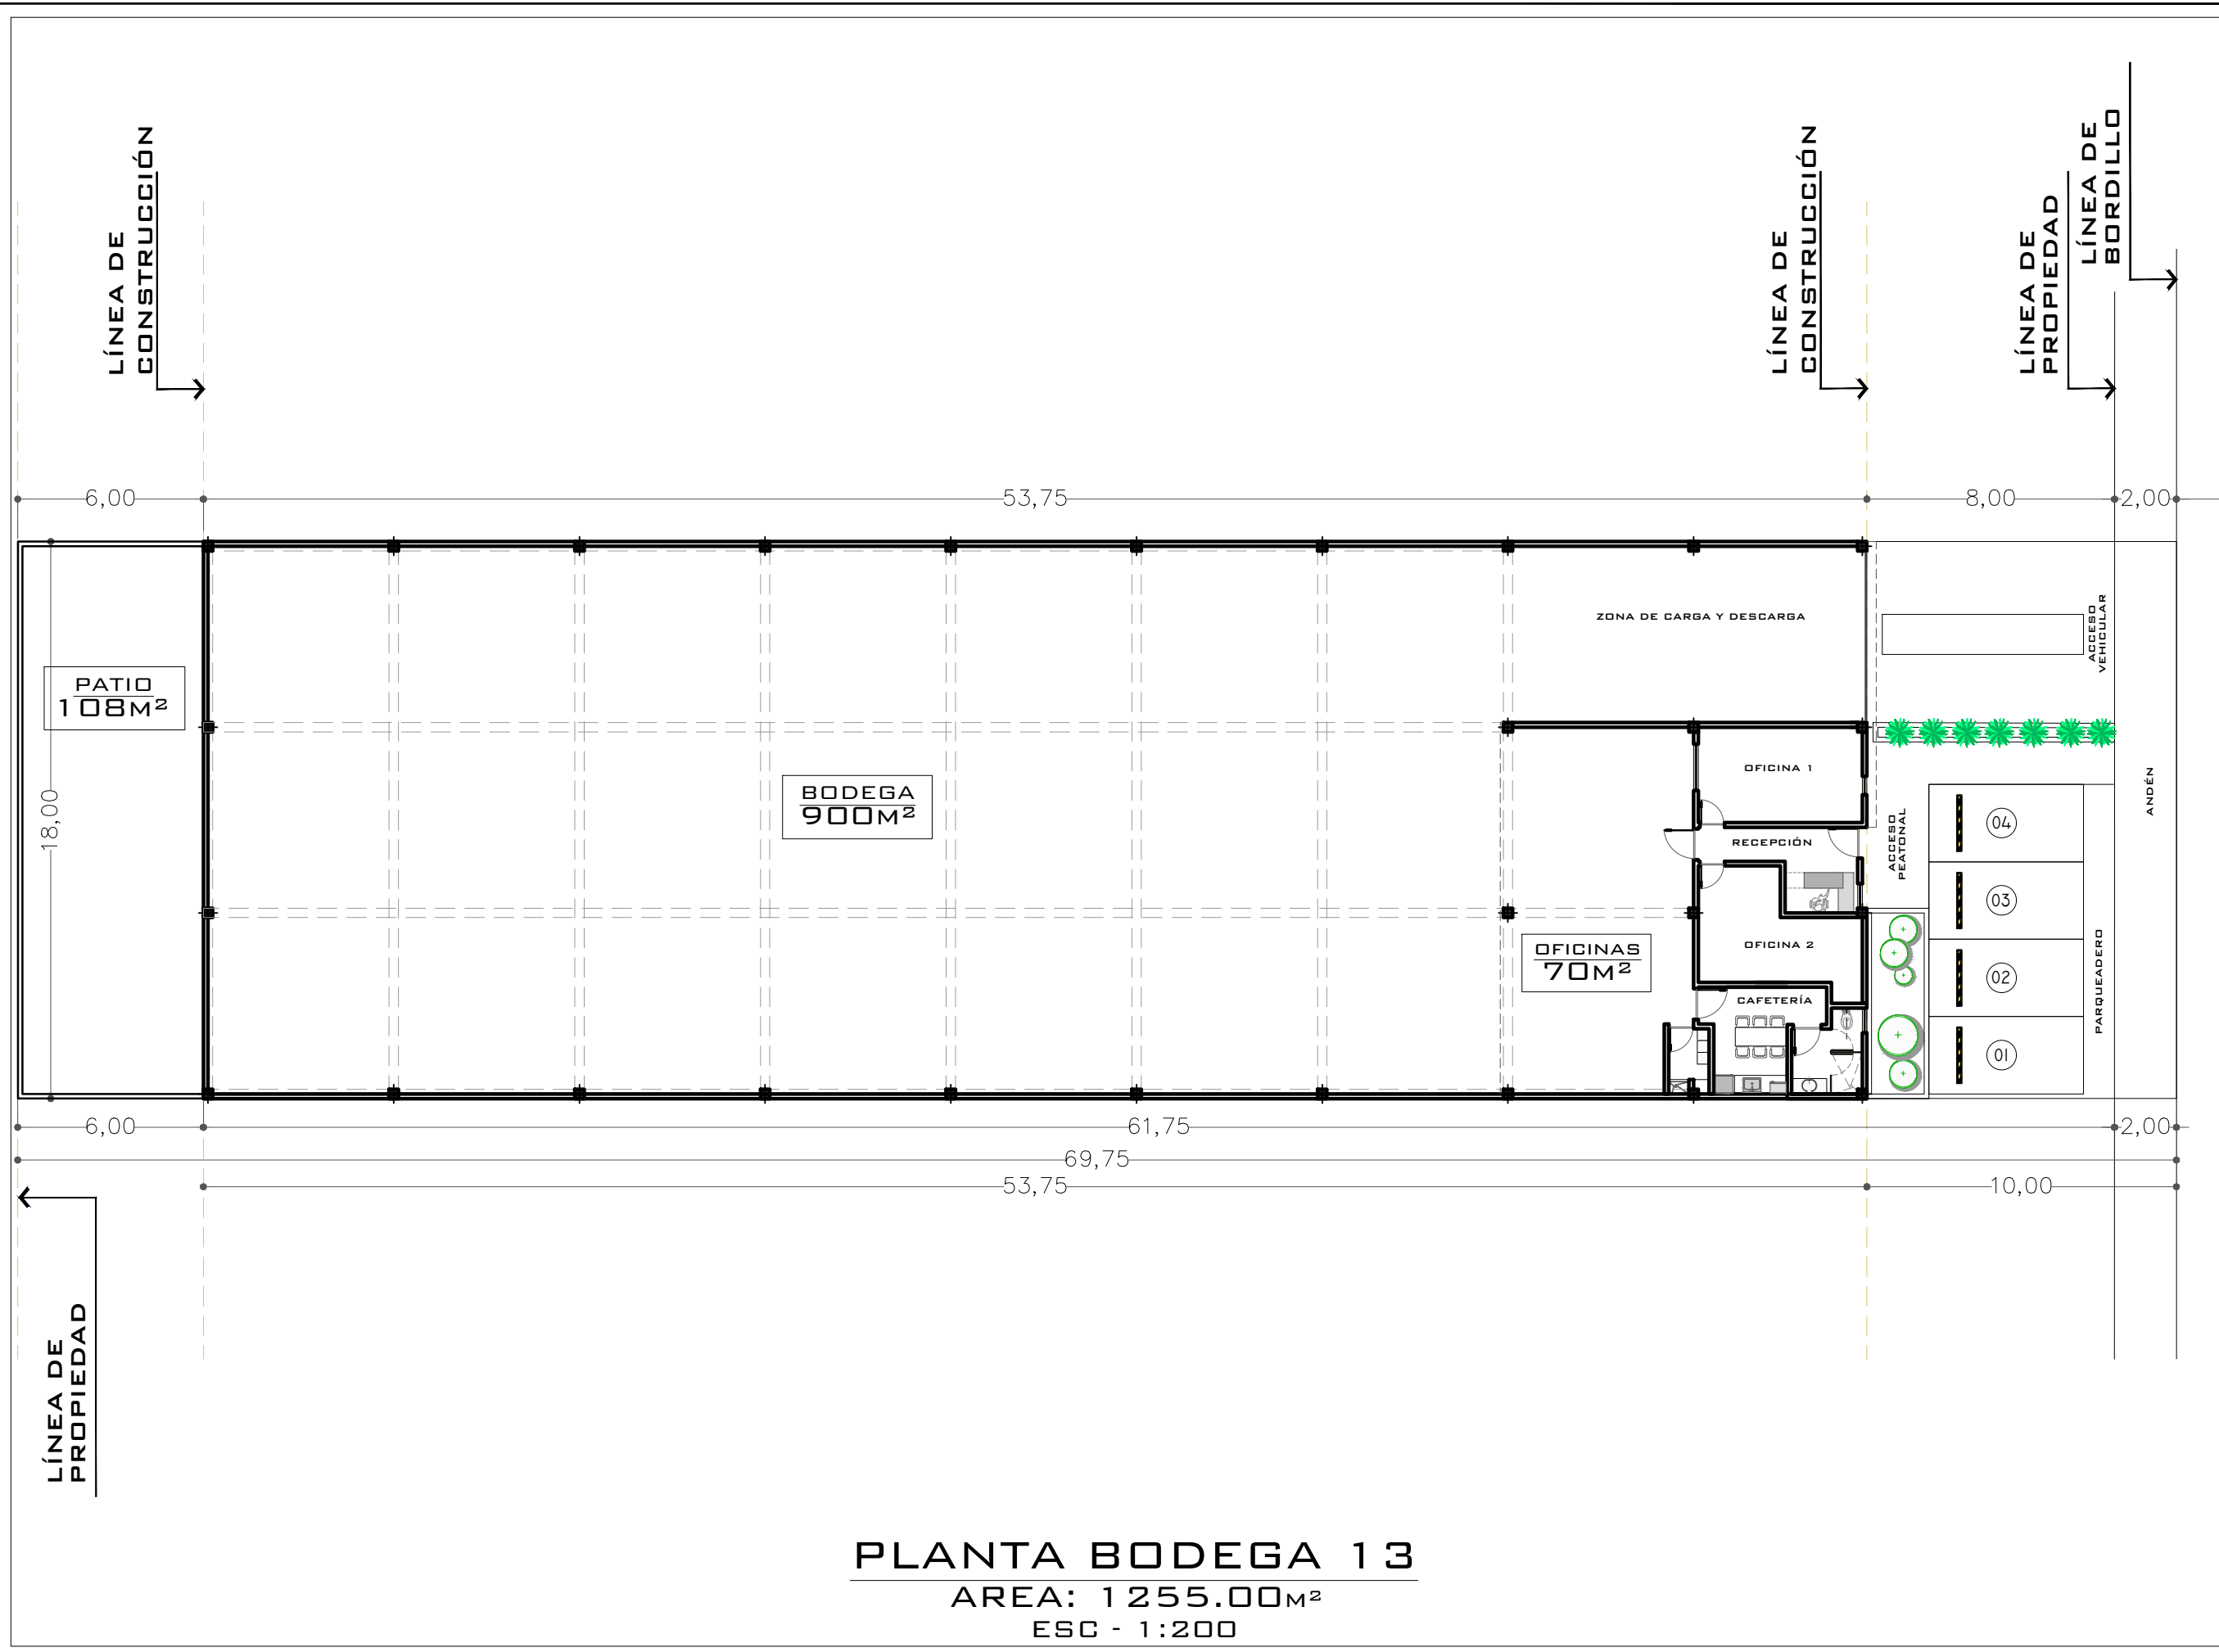 LÍNEA DE
CONSTRUCCIÓN
LÍNEA DE
CONSTRUCCIÓN
LÍNEA DE
PROPIEDAD
LÍNEA DE
BORDILLO
6,00
53,75
8,00
2,00
ZONA DE CARGA Y DESCARGA
ACCESO
VEHICULAR
PATIO
108M²
18,00
BODEGA
900M²
OFICINA 1
RECEPCIÓN
ACCESO
PEATONAL
ANDÉN
04
03
02
01
PARQUEADERO
OFICINAS
70M²
OFICINA 2
CAFETERÍA
6,00
61,75
2,00
69,75
53,75
10,00
LÍNEA DE
PROPIEDAD
PLANTA BODEGA 13
AREA: 1255.00M²
ESC - 1:200